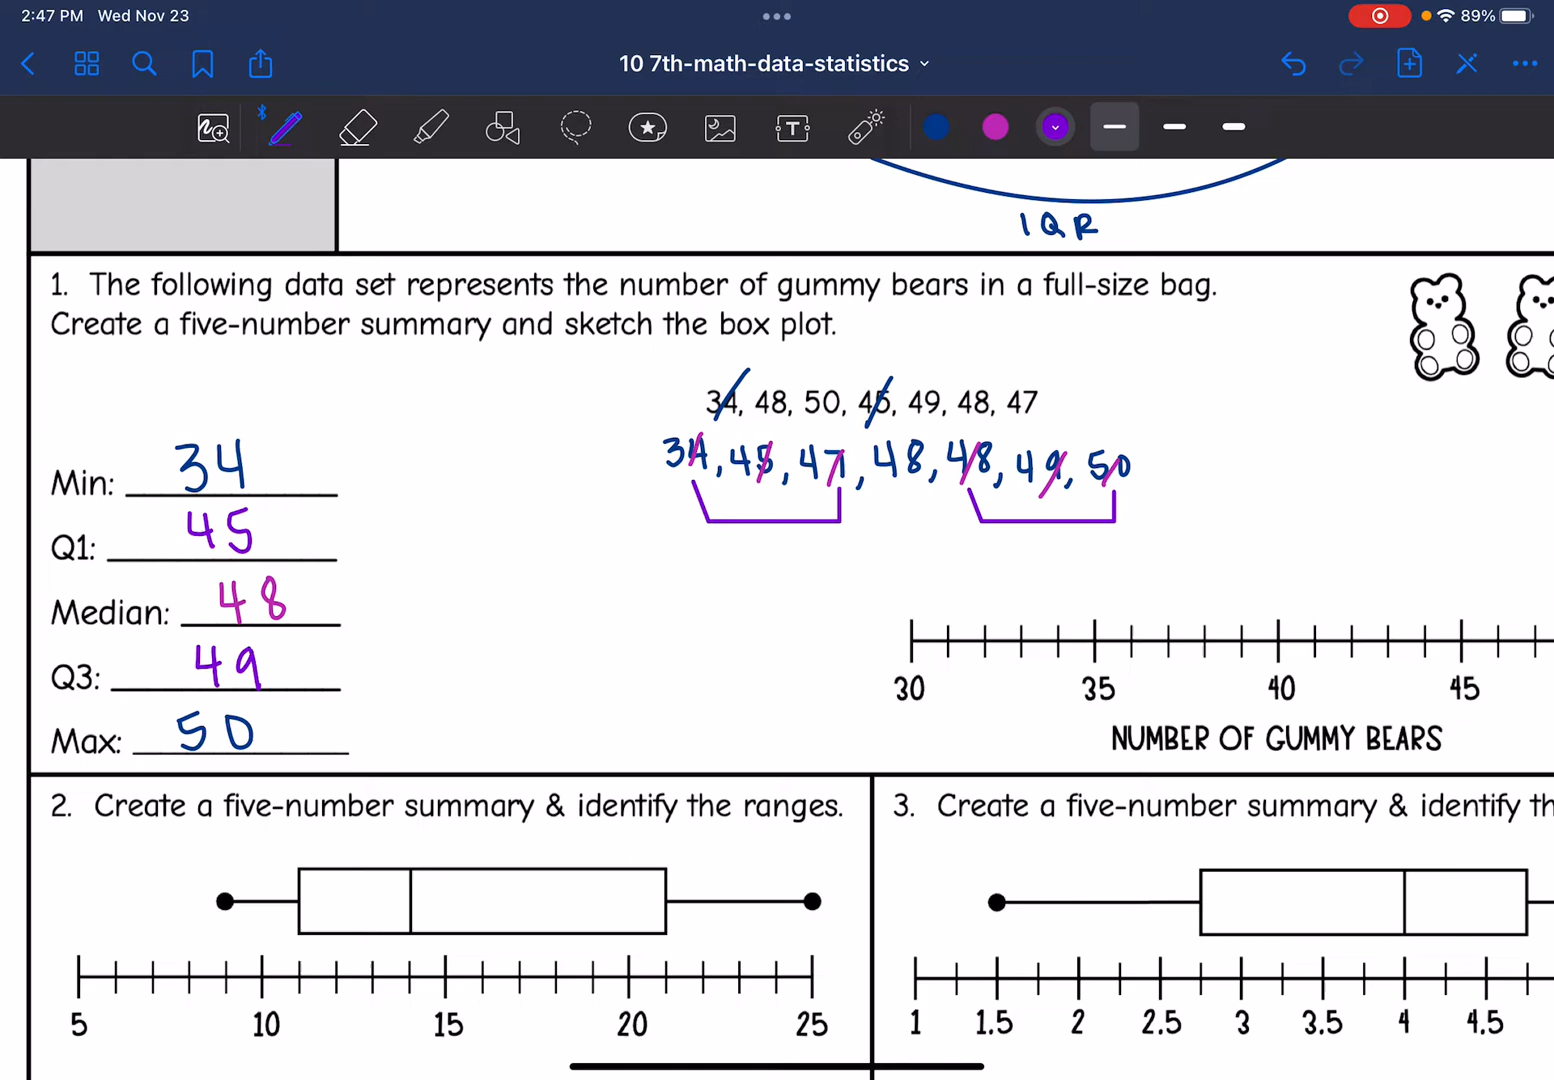 2:47 PM Wed Nov 23
89%
10 7th-math-data-statistics
T
IQR
1. The following data set represents the number of gummy bears in a full-size bag.
Create a five-number summary and sketch the box plot.
34, 48, 50, 45, 49, 48, 47
34, 45, 47, 48, 48, 49, 50
Min: 34
Q1: 45
Median: 48
Q3: 49
Max: 50
30 35 40 45
NUMBER OF GUMMY BEARS
2. Create a five-number summary & identify the ranges.
5 10 15 20 25
3. Create a five-number summary & identify th
1 1.5 2 2.5 3 3.5 4 4.5